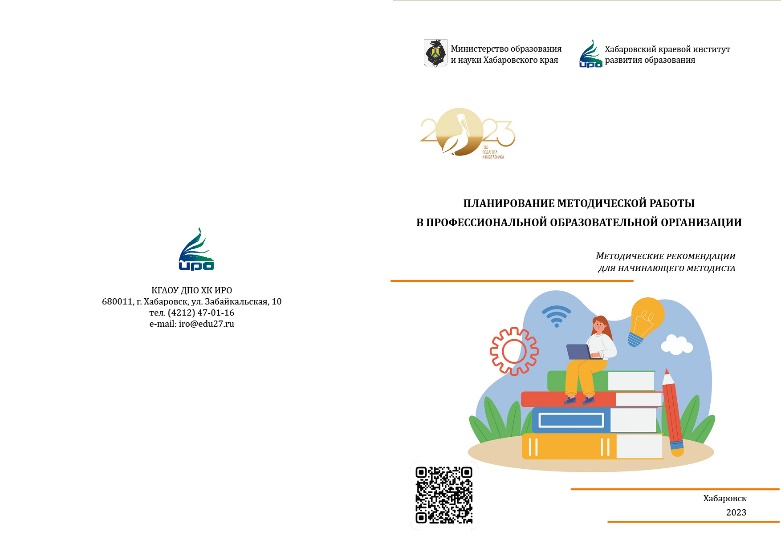 Министерство образования
и науки Хабаровского края
Хабаровский краевой институт
развития образования
ИРО
2023
ПЛАНИРОВАНИЕ МЕТОДИЧЕСКОЙ РАБОТЫ
В ПРОФЕССИОНАЛЬНОЙ ОБРАЗОВАТЕЛЬНОЙ ОРГАНИЗАЦИИ
МЕТОДИЧЕСКИЕ РЕКОМЕНДАЦИИ
ДЛЯ НАЧИНАЮЩЕГО МЕТОДИСТА
Хабаровск
2023
ИРО
КГАОУ ДПО ХК ИРО
680011, г. Хабаровск, ул. Забайкальская, 10
тел. (4212) 47-01-16
e-mail: iro@edu27.ru